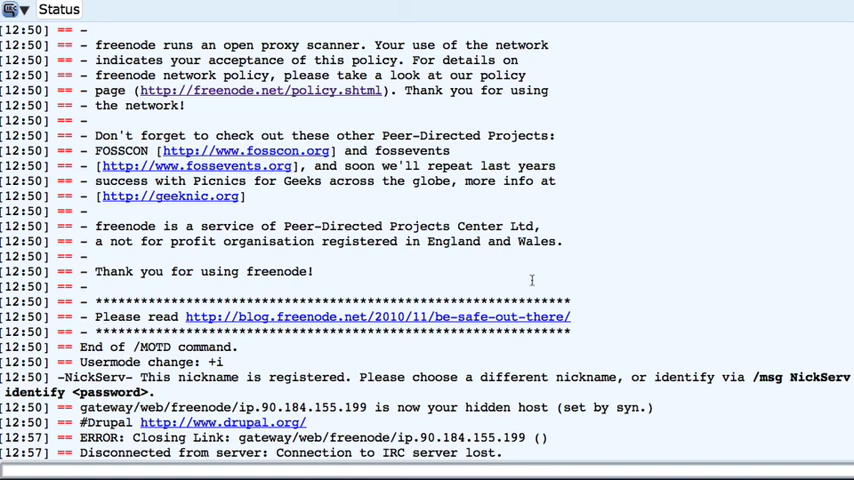 Status
[12:50] == -
[12:50] == - freenode runs an open proxy scanner. Your use of the network
[12:50] == - indicates your acceptance of this policy. For details on
[12:50] == - freenode network policy, please take a look at our policy
[12:50] == - page (http://freenode.net/policy.shtml). Thank you for using
[12:50] == - the network!
[12:50] == -
[12:50] == - Don't forget to check out these other Peer-Directed Projects:
[12:50] == - FOSSCON [http://www.fosscon.org] and fossevents
[12:50] == - [http://www.fossevents.org], and soon we'll repeat last years
[12:50] == - success with Picnics for Geeks across the globe, more info at
[12:50] == - [http://geeknic.org]
[12:50] == -
[12:50] == - freenode is a service of Peer-Directed Projects Center Ltd,
[12:50] == - a not for profit organisation registered in England and Wales.
[12:50] == -
[12:50] == - Thank you for using freenode!
[12:50] == -
[12:50] == - ***************************************************************
[12:50] == - Please read http://blog.freenode.net/2010/11/be-safe-out-there/
[12:50] == - ***************************************************************
[12:50] == End of /MOTD command.
[12:50] == Usermode change: +i
[12:50] -NickServ- This nickname is registered. Please choose a different nickname, or identify via /msg NickServ
identify <password>.
[12:50] == gateway/web/freenode/ip.90.184.155.199 is now your hidden host (set by syn.)
[12:50] == #Drupal http://www.drupal.org/
[12:57] == ERROR: Closing Link: gateway/web/freenode/ip.90.184.155.199 ()
[12:57] == Disconnected from server: Connection to IRC server lost.